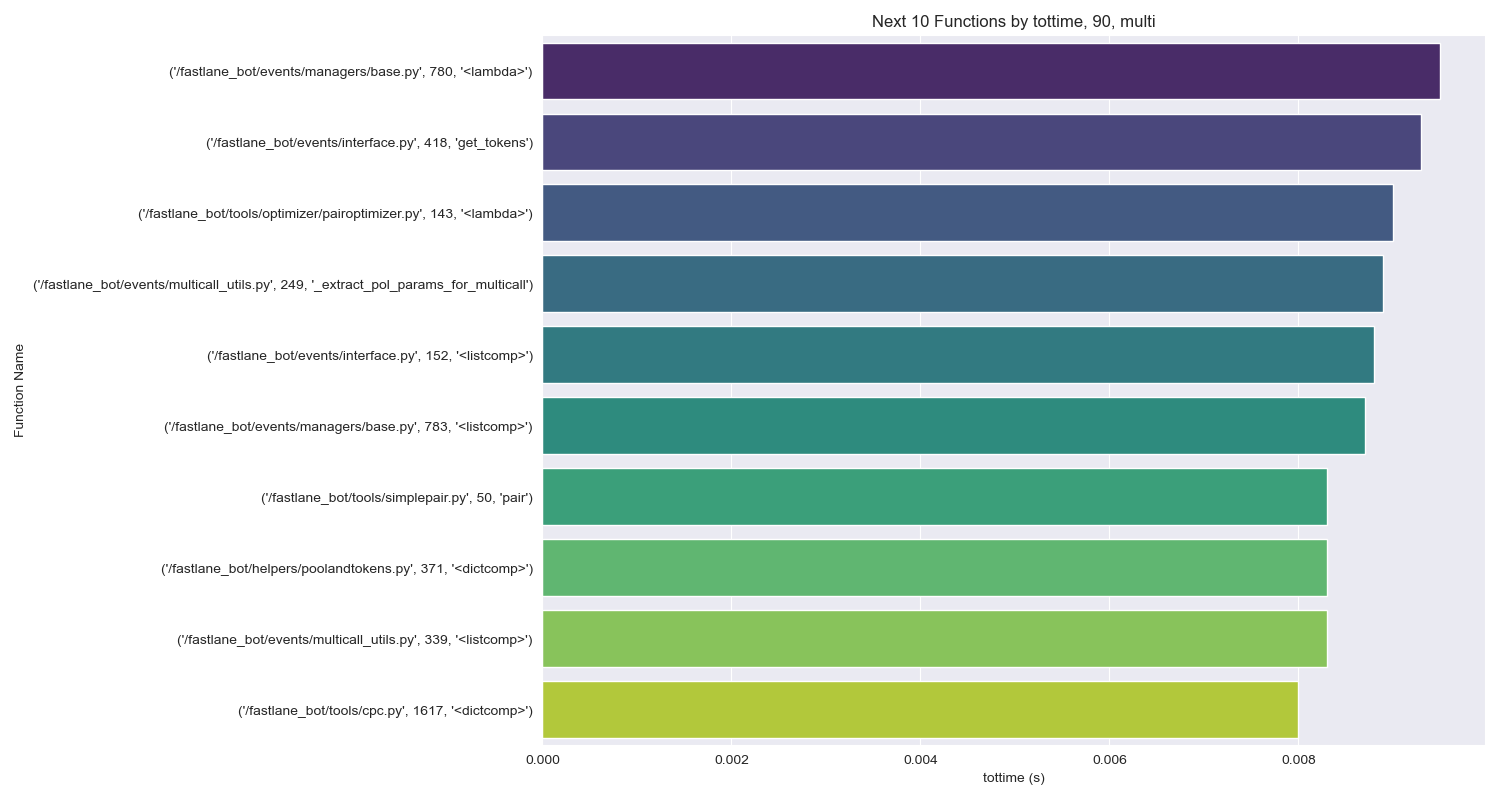 Next 10 Functions by tottime, 90, multi
('/fastlane_bot/events/managers/base.py', 780, '<lambda>')
('/fastlane_bot/events/interface.py', 418, 'get_tokens')
('/fastlane_bot/tools/optimizer/pairoptimizer.py', 143, '<lambda>')
('/fastlane_bot/events/multicall_utils.py', 249, '_extract_pol_params_for_multicall')
('/fastlane_bot/events/interface.py', 152, '<listcomp>')
('/fastlane_bot/events/managers/base.py', 783, '<listcomp>')
('/fastlane_bot/tools/simplepair.py', 50, 'pair')
('/fastlane_bot/helpers/poolandtokens.py', 371, '<dictcomp>')
('/fastlane_bot/events/multicall_utils.py', 339, '<listcomp>')
('/fastlane_bot/tools/cpc.py', 1617, '<dictcomp>')
Function Name
0.000 0.002 0.004 0.006 0.008
tottime (s)